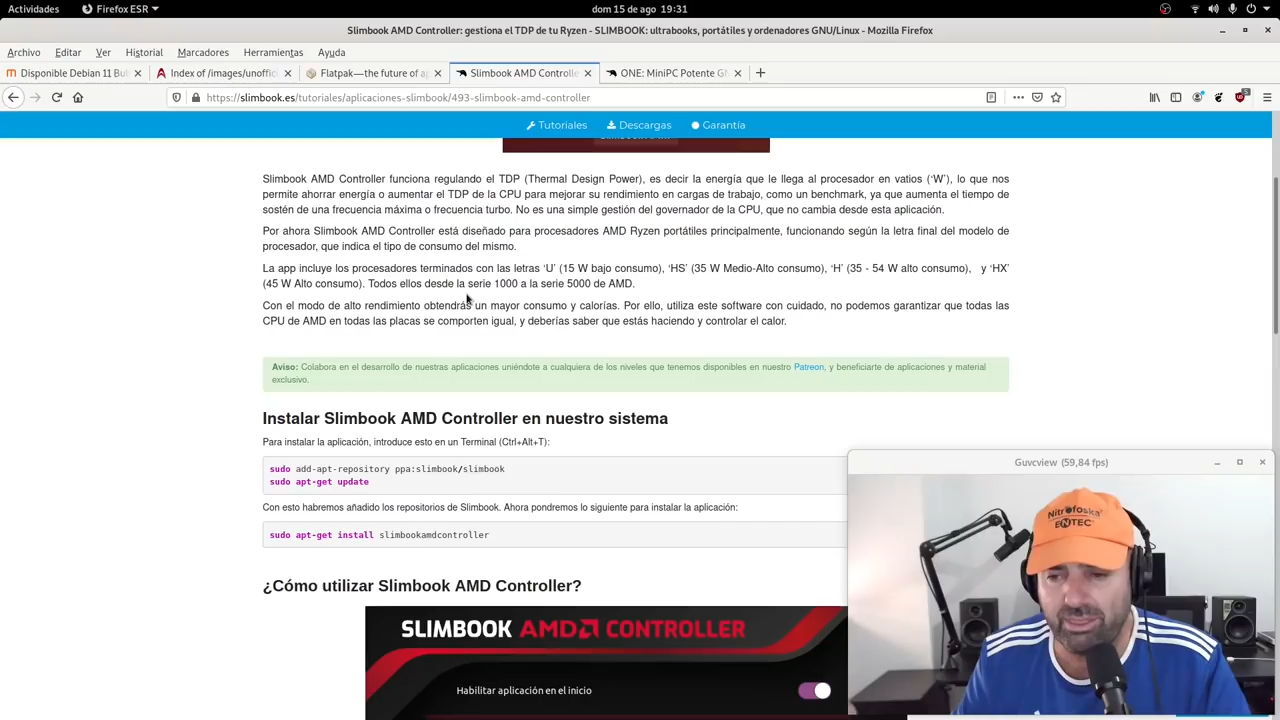 Actividades
Firefox ESR
dom 15 de ago 19:31
Slimbook AMD Controller: gestiona el TDP de tu Ryzen - SLIMBOOK: ultrabooks, portátiles y ordenadores GNU/Linux - Mozilla Firefox
Archivo Editar Ver Historial Marcadores Herramientas Ayuda
Disponible Debian 11 Bul
Index of /images/unoffic
Flatpak—the future of ap
Slimbook AMD Controlle
ONE: MiniPC Potente GN
https://slimbook.es/tutoriales/aplicaciones-slimbook/493-slimbook-amd-controller
Tutoriales Descargas Garantía
Slimbook AMD Controller funciona regulando el TDP (Thermal Design Power), es decir la energía que le llega al procesador en vatios ('W'), lo que nos
permite ahorrar energía o aumentar el TDP de la CPU para mejorar su rendimiento en cargas de trabajo, como un benchmark, ya que aumenta el tiempo de
sostén de una frecuencia máxima o frecuencia turbo. No es una simple gestión del governador de la CPU, que no cambia desde esta aplicación.
Por ahora Slimbook AMD Controller está diseñado para procesadores AMD Ryzen portátiles principalmente, funcionando según la letra final del modelo de
procesador, que indica el tipo de consumo del mismo.
La app incluye los procesadores terminados con las letras 'U' (15 W bajo consumo), 'HS' (35 W Medio-Alto consumo), 'H' (35 - 54 W alto consumo), y 'HX'
(45 W Alto consumo). Todos ellos desde la serie 1000 a la serie 5000 de AMD.
Con el modo de alto rendimiento obtendrás un mayor consumo y calorías. Por ello, utiliza este software con cuidado, no podemos garantizar que todas las
CPU de AMD en todas las placas se comporten igual, y deberías saber que estás haciendo y controlar el calor.
Aviso: Colabora en el desarrollo de nuestras aplicaciones uniéndote a cualquiera de los niveles que tenemos disponibles en nuestro Patreon, y beneficiarte de aplicaciones y material
exclusivo.
Instalar Slimbook AMD Controller en nuestro sistema
Para instalar la aplicación, introduce esto en un Terminal (Ctrl+Alt+T):
sudo add-apt-repository ppa:slimbook/slimbook
sudo apt-get update
Con esto habremos añadido los repositorios de Slimbook. Ahora pondremos lo siguiente para instalar la aplicación:
sudo apt-get install slimbookamdcontroller
¿Cómo utilizar Slimbook AMD Controller?
SLIMBOOK AMD CONTROLLER
Habilitar aplicación en el inicio
Guvcview (59,84 fps)
Nitrofoska
ENTEC